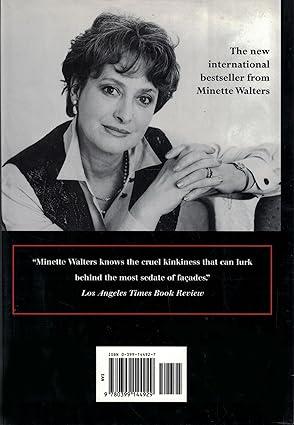 The new
international
bestseller from
Minette Walters
“Minette Walters knows the cruel kinkiness that can lurk
behind the most sedate of façades.”
Los Angeles Times Book Review
ISBN 0-399-14492-7
9 780399 144929